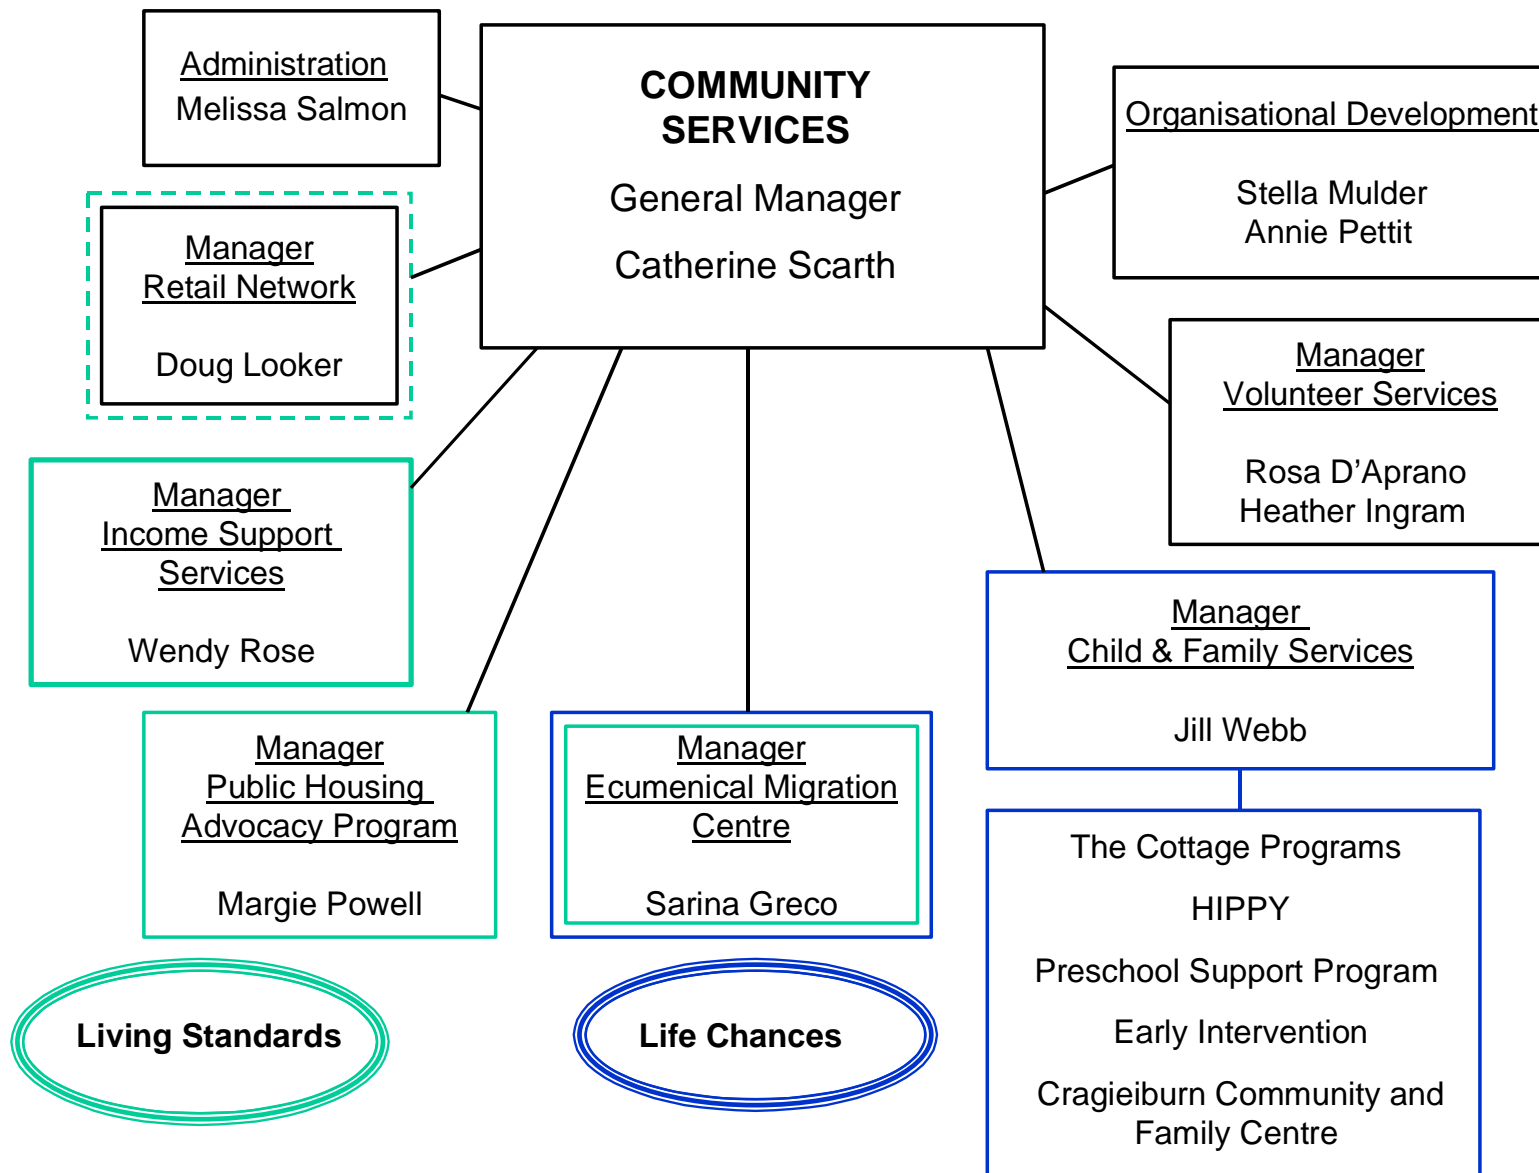 Administration
Melissa Salmon
COMMUNITY
SERVICES
General Manager
Catherine Scarth
Organisational Development
Stella Mulder
Annie Pettit
Manager
Retail Network
Doug Looker
Manager
Volunteer Services
Rosa D’Aprano
Heather Ingram
Manager
Income Support
Services
Wendy Rose
Manager
Child & Family Services
Jill Webb
Manager
Public Housing
Advocacy Program
Margie Powell
Manager
Ecumenical Migration
Centre
Sarina Greco
The Cottage Programs
HIPPY
Preschool Support Program
Early Intervention
Cragieiburn Community and
Family Centre
Living Standards
Life Chances